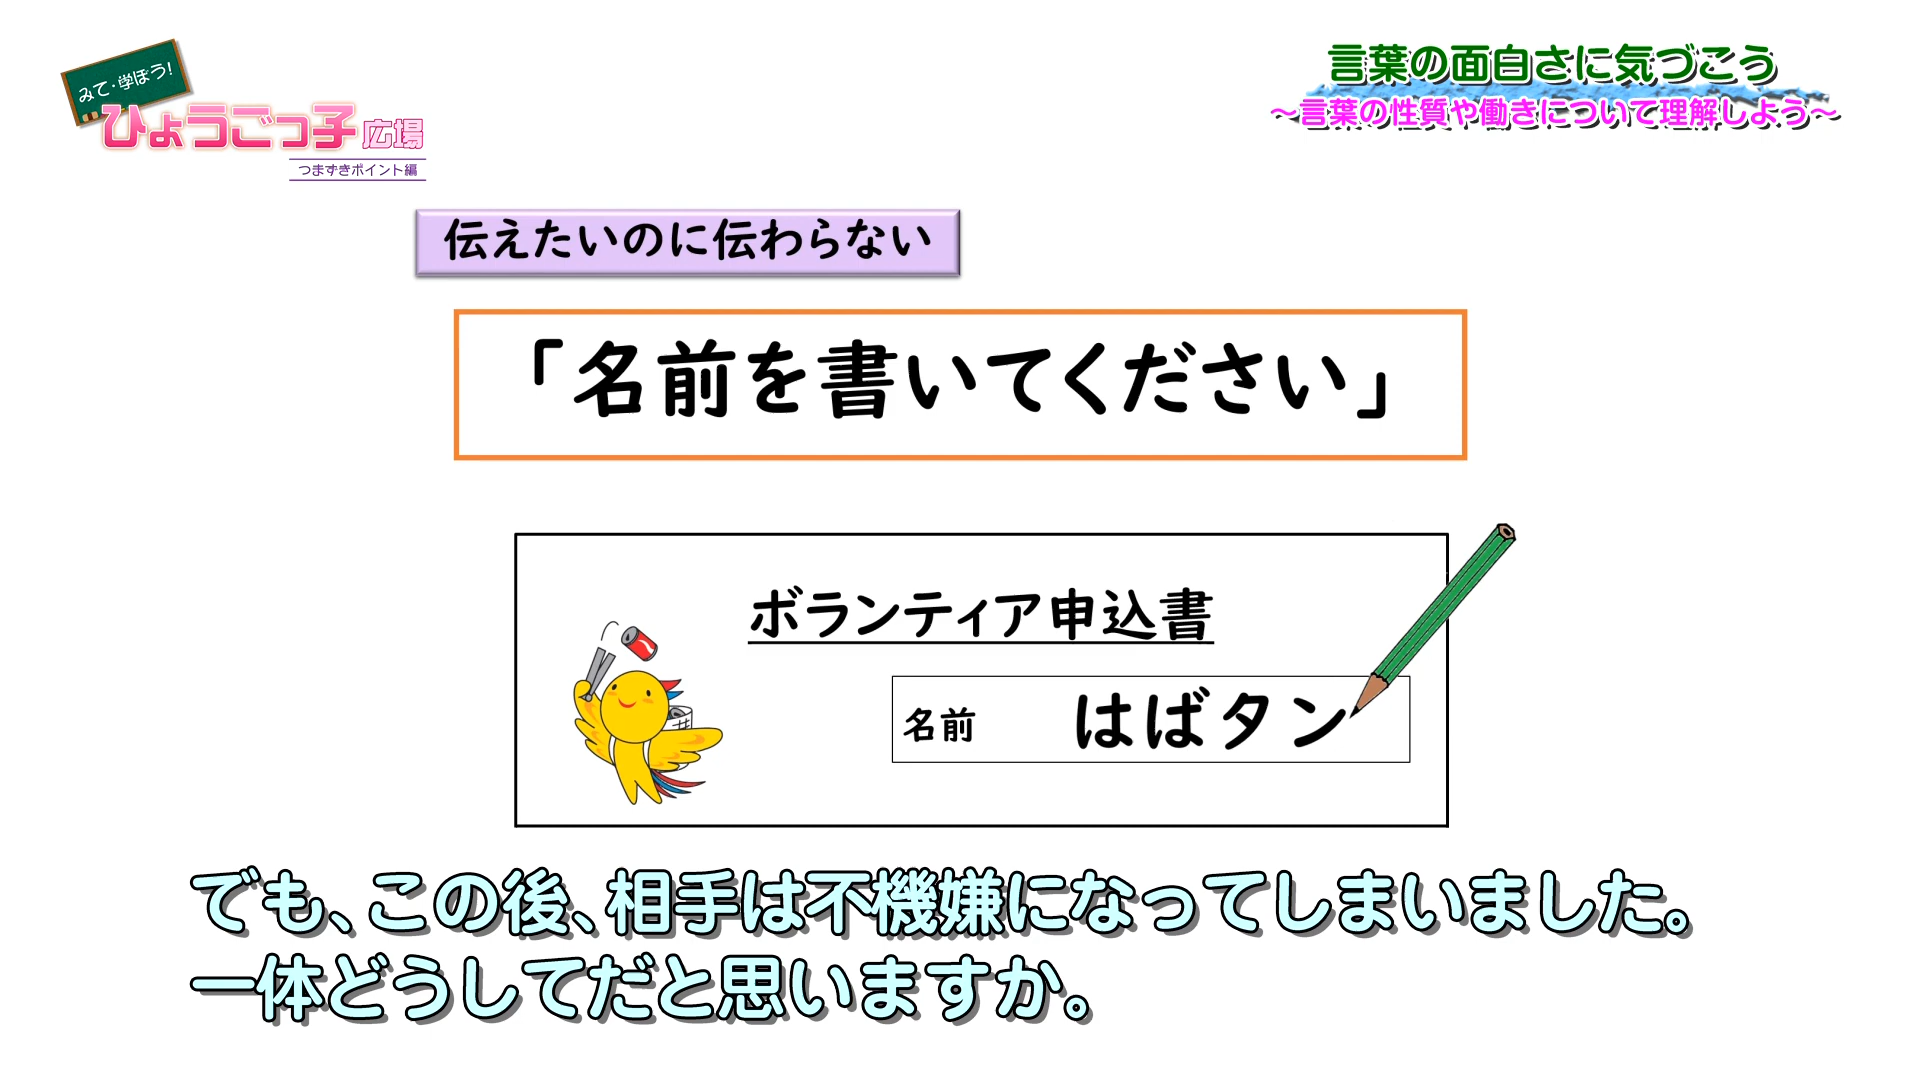 みて・学ぼう!
ひょうごっ子広場
つまずきポイント編
言葉の面白さに気づこう
～言葉の性質や働きについて理解しよう～
伝えたいのに伝わらない
「名前を書いてください」
ボランティア申込書
名前 はばタン
でも、この後、相手は不機嫌になってしまいました。
一体どうしてだと思いますか。